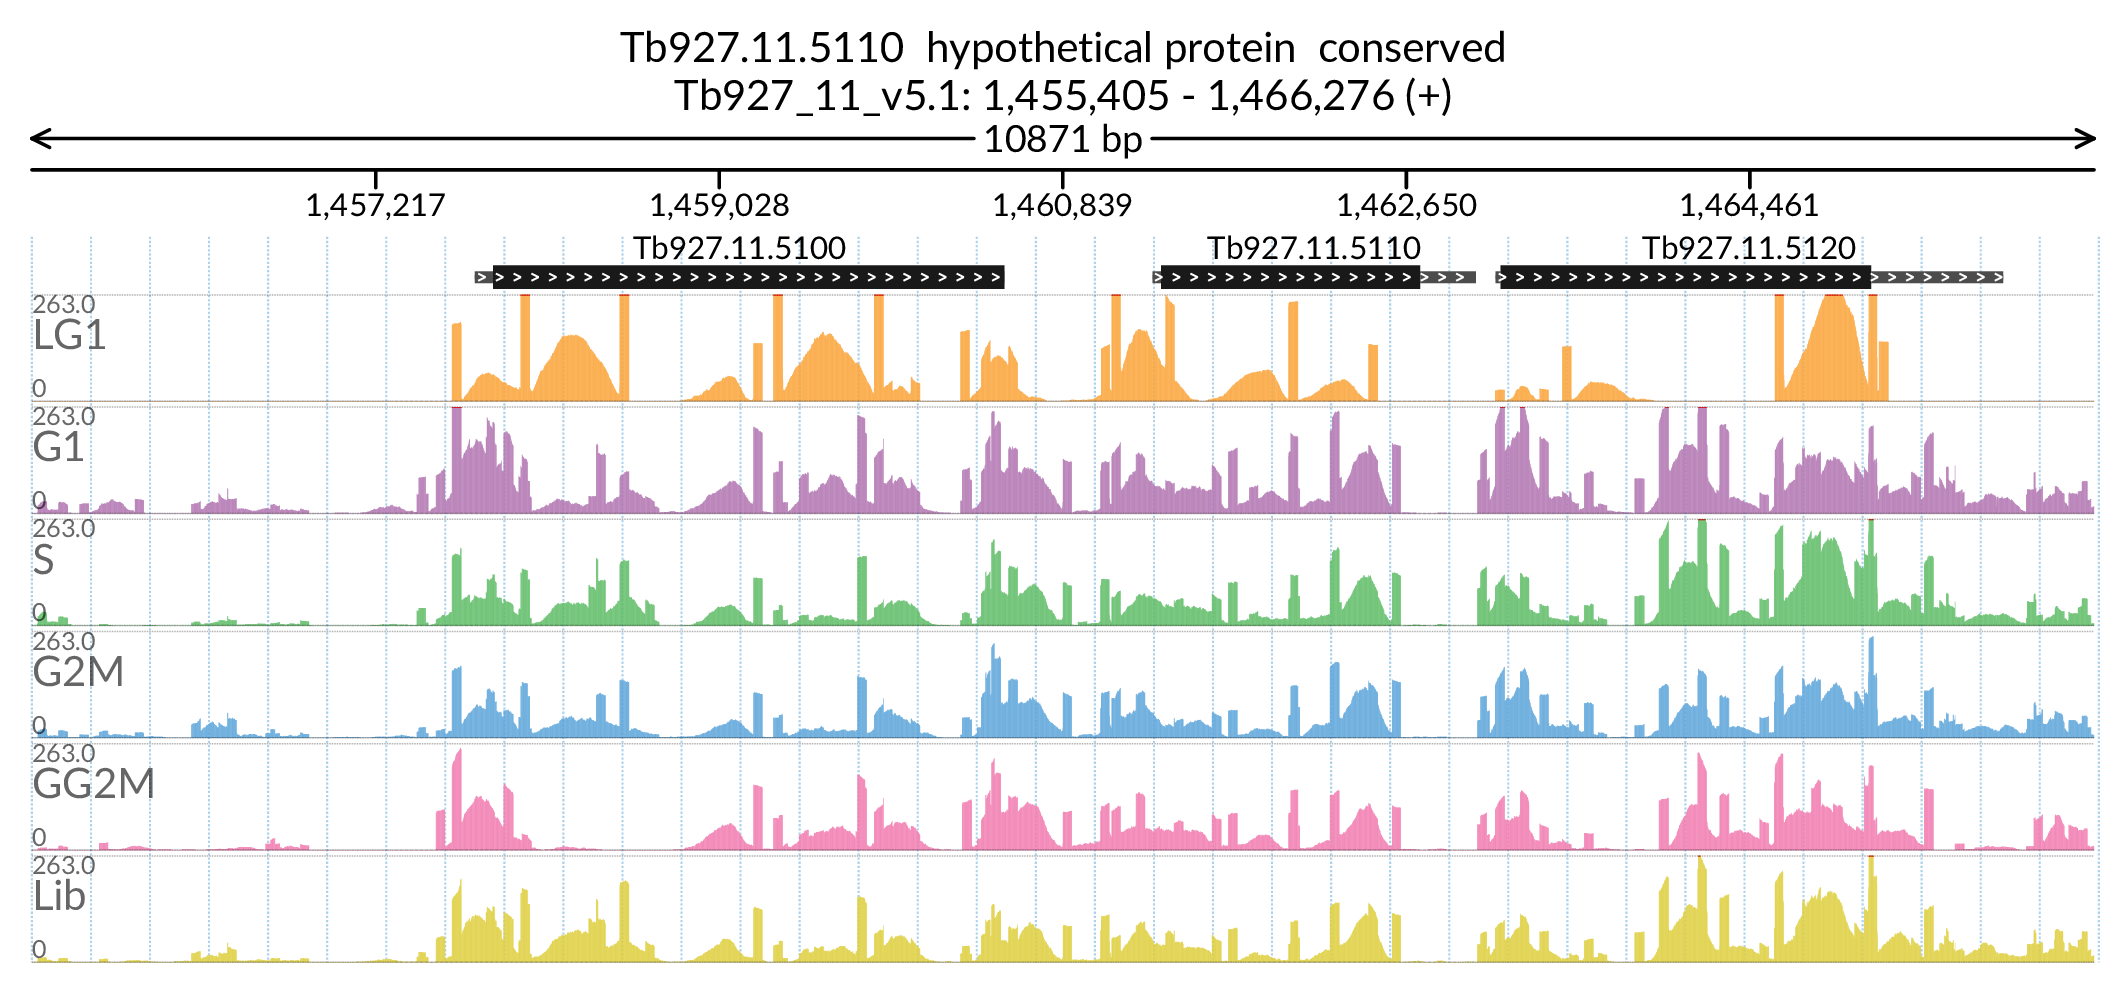 Tb927.11.5110 hypothetical protein conserved
Tb927_11_v5.1: 1,455,405 - 1,466,276 (+)
10871 bp
1,457,217 1,459,028 1,460,839 1,462,650 1,464,461
Tb927.11.5100 Tb927.11.5110 Tb927.11.5120
263.0
LG1
0
263.0
G1
0
263.0
S
0
263.0
G2M
0
263.0
GG2M
0
263.0
Lib
0